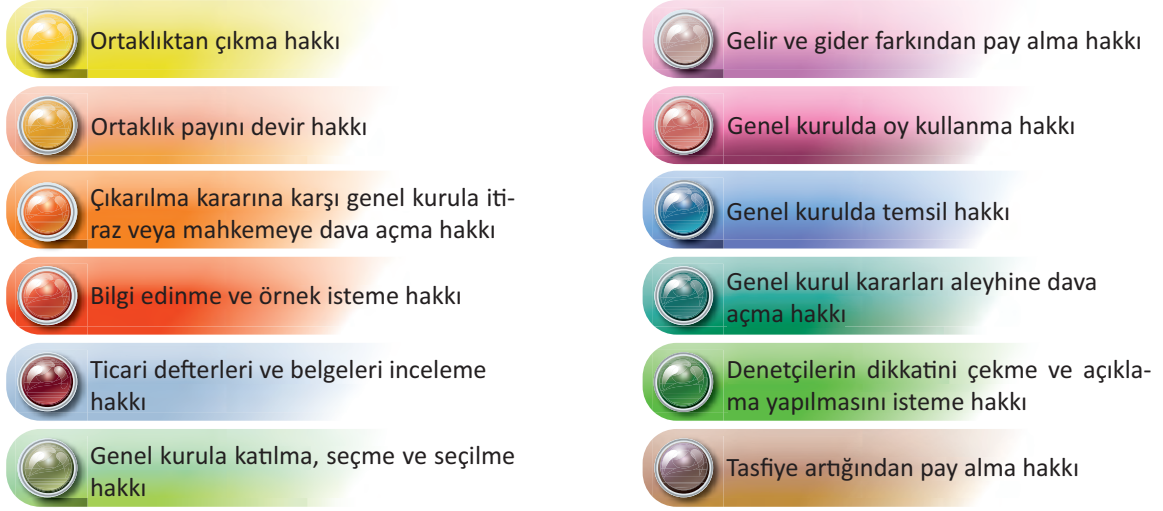 Ortaklıktan çıkma hakkı
Ortaklık payını devir hakkı
Çıkarılma kararına karşı genel kurula iti-
raz veya mahkemeye dava açma hakkı
Bilgi edinme ve örnek isteme hakkı
Ticari defterleri ve belgeleri inceleme
hakkı
Genel kurula katılma, seçme ve seçilme
hakkı
Gelir ve gider farkından pay alma hakkı
Genel kurulda oy kullanma hakkı
Genel kurulda temsil hakkı
Genel kurul kararları aleyhine dava
açma hakkı
Denetçilerin dikkatini çekme ve açıkla-
ma yapılmasını isteme hakkı
Tasfiye artığından pay alma hakkı